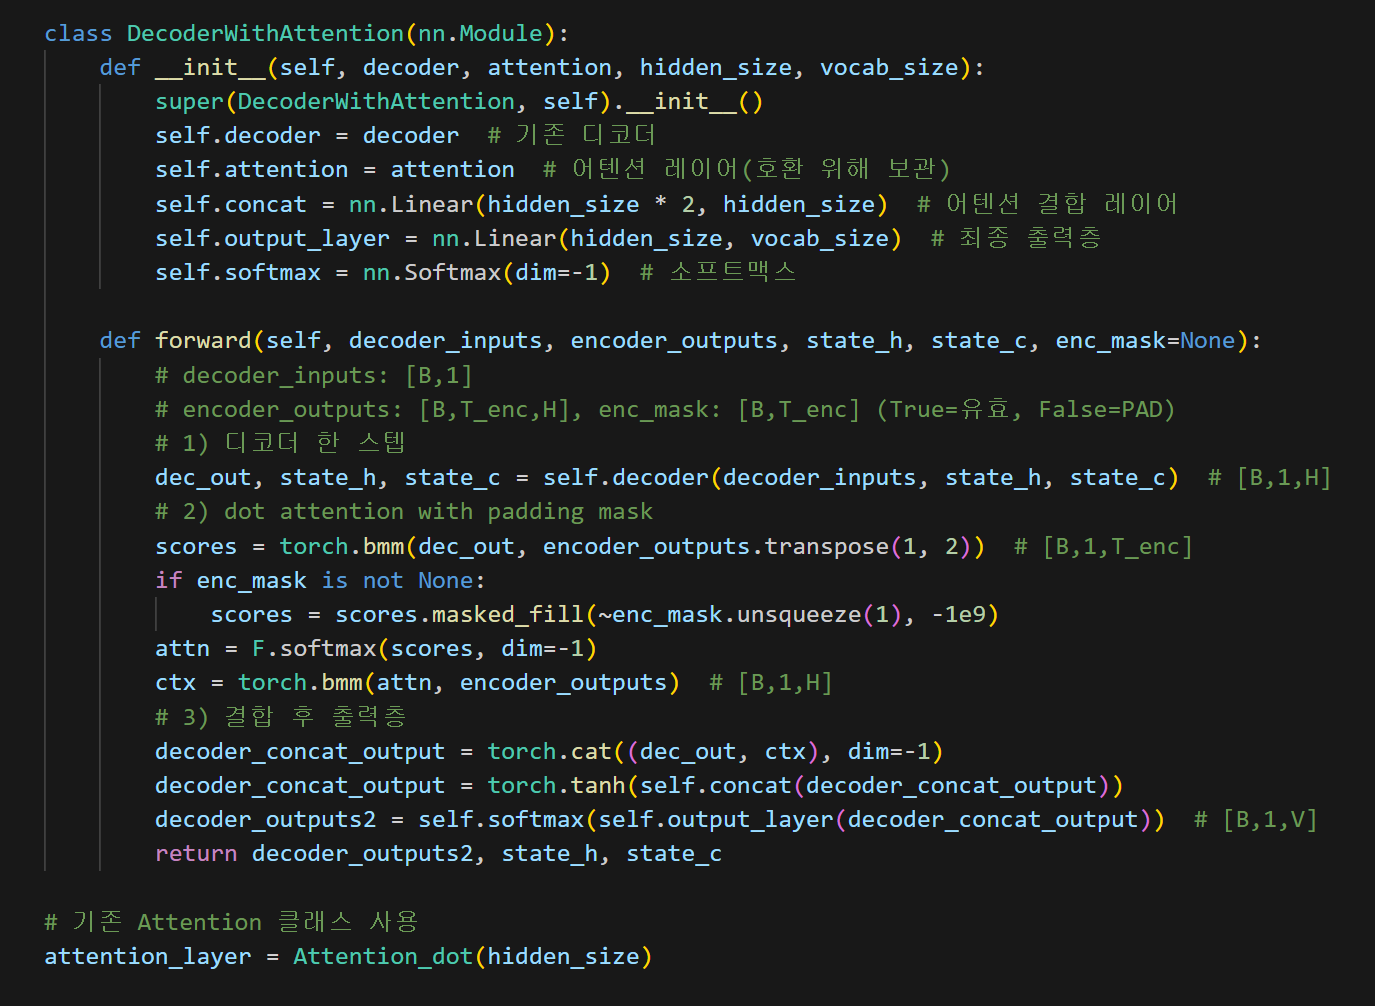 class DecoderWithAttention(nn.Module):
    def __init__(self, decoder, attention, hidden_size, vocab_size):
        super(DecoderWithAttention, self).__init__()
        self.decoder = decoder  # 기존 디코더
        self.attention = attention  # 어텐션 레이어(호환 위해 보관)
        self.concat = nn.Linear(hidden_size * 2, hidden_size)  # 어텐션 결합 레이어
        self.output_layer = nn.Linear(hidden_size, vocab_size)  # 최종 출력층
        self.softmax = nn.Softmax(dim=-1)  # 소프트맥스

    def forward(self, decoder_inputs, encoder_outputs, state_h, state_c, enc_mask=None):
        # decoder_inputs: [B,1]
        # encoder_outputs: [B,T_enc,H], enc_mask: [B,T_enc] (True=유효, False=PAD)
        # 1) 디코더 한 스텝
        dec_out, state_h, state_c = self.decoder(decoder_inputs, state_h, state_c)  # [B,1,H]
        # 2) dot attention with padding mask
        scores = torch.bmm(dec_out, encoder_outputs.transpose(1, 2))  # [B,1,T_enc]
        if enc_mask is not None:
            scores = scores.masked_fill(~enc_mask.unsqueeze(1), -1e9)
        attn = F.softmax(scores, dim=-1)
        ctx = torch.bmm(attn, encoder_outputs)  # [B,1,H]
        # 3) 결합 후 출력층
        decoder_concat_output = torch.cat((dec_out, ctx), dim=-1)
        decoder_concat_output = torch.tanh(self.concat(decoder_concat_output))
        decoder_outputs2 = self.softmax(self.output_layer(decoder_concat_output))  # [B,1,V]
        return decoder_outputs2, state_h, state_c

# 기존 Attention 클래스 사용
attention_layer = Attention_dot(hidden_size)